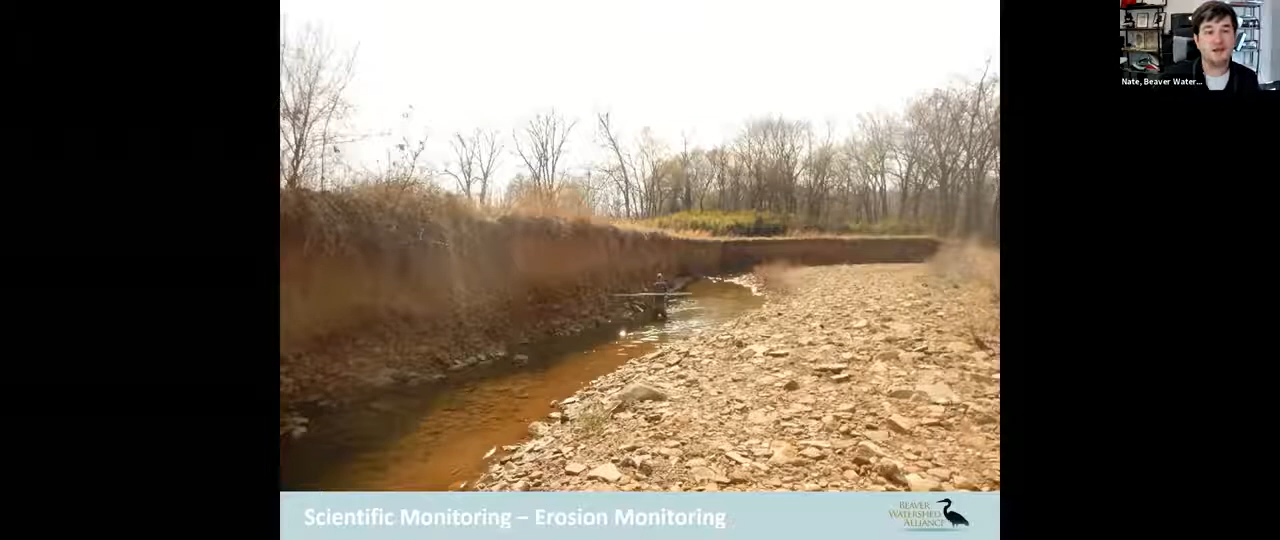 Nate, Beaver Water...
Scientific Monitoring – Erosion Monitoring
BEAVER
WATERSHED
ALLIANCE